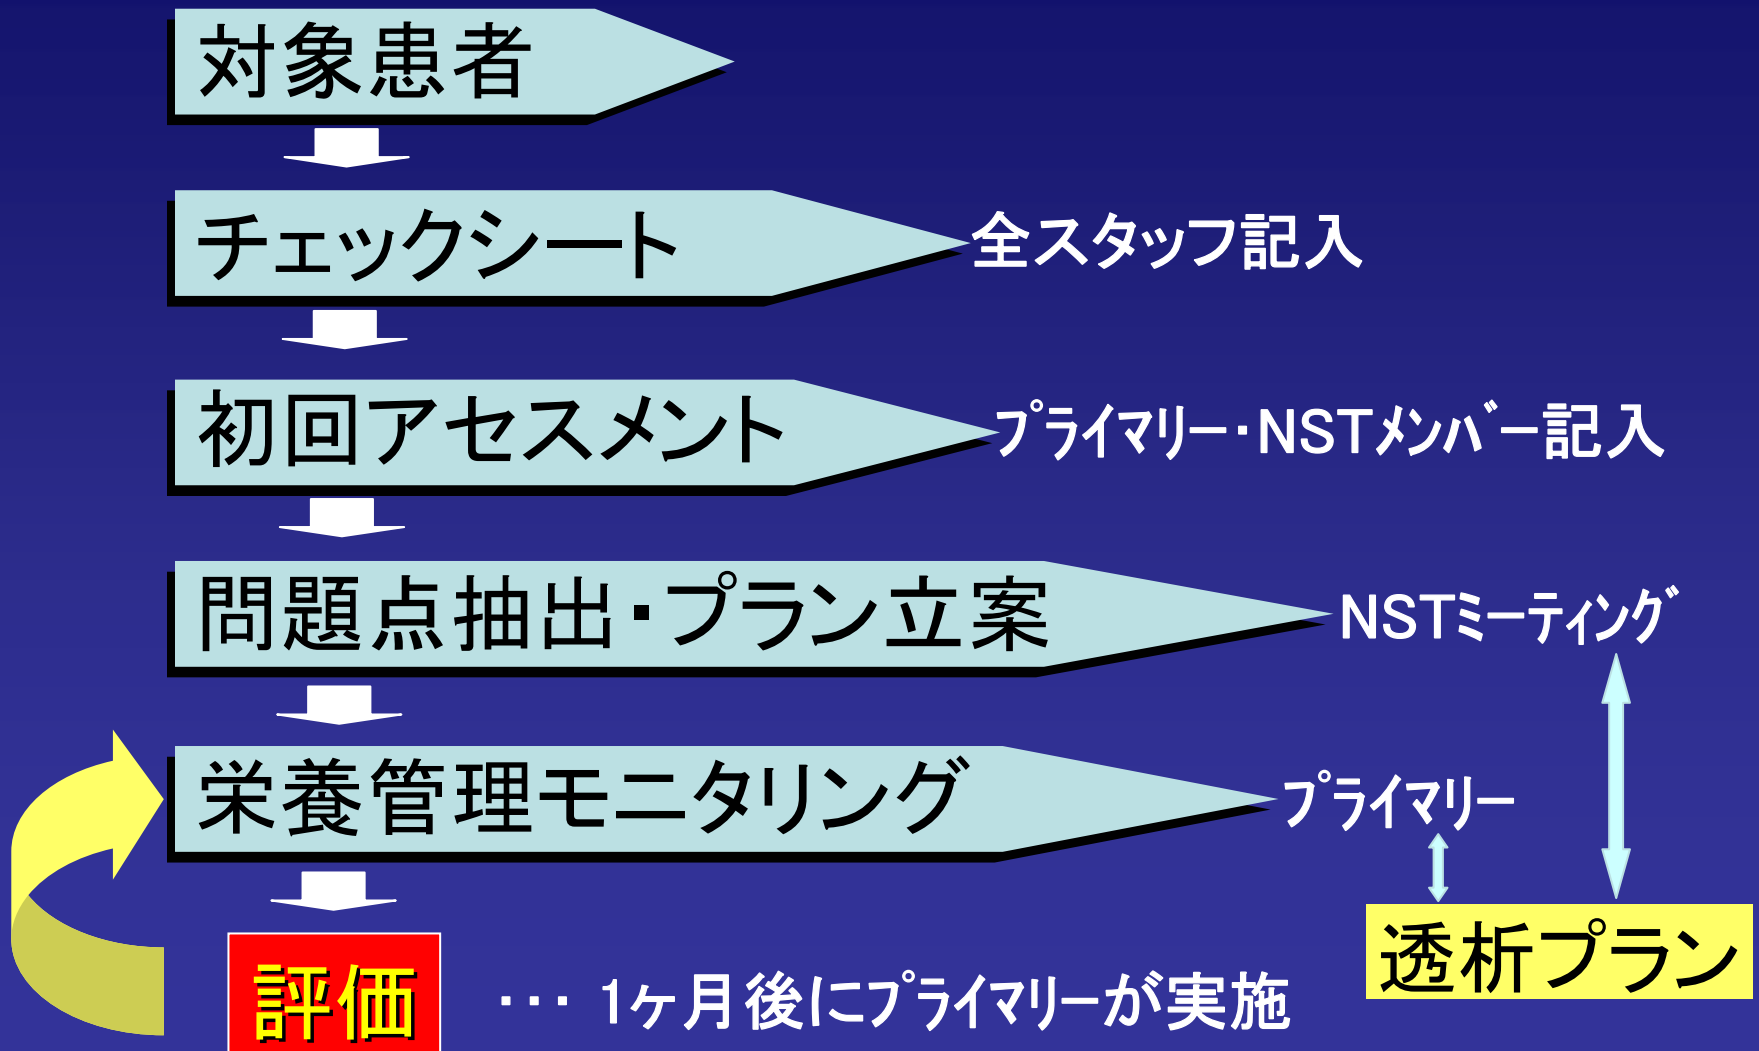 対象患者
チェックシート
全スタッフ記入
初回アセスメント
プライマリー・NSTメンバー記入
問題点抽出・プラン立案
NSTミーティング
栄養管理モニタリング
プライマリー
透析プラン
評価
・・・ 1ヶ月後にプライマリーが実施